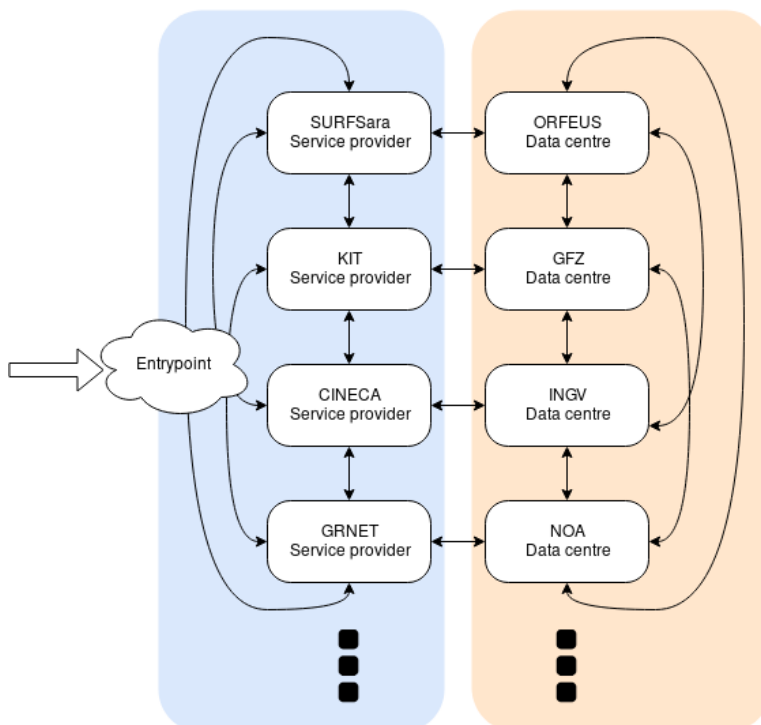 SURFSara
Service provider
ORFEUS
Data centre
KIT
Service provider
GFZ
Data centre
Entrypoint
CINECA
Service provider
INGV
Data centre
GRNET
Service provider
NOA
Data centre